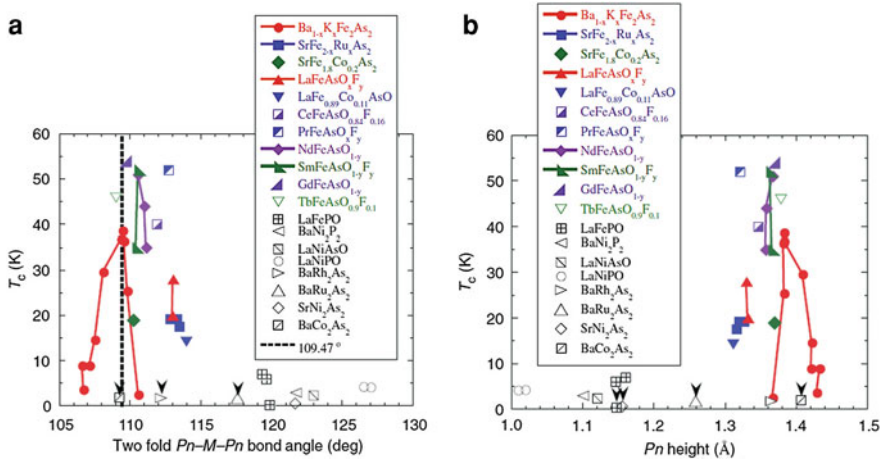 a
Ba1-xKxFe2As2
SrFe2-xRuxAs2
SrFe1.8Co0.2As2
LaFeAsOxFy
LaFe0.89Co0.11AsO
CeFeAsO0.84F0.16
PrFeAsOxFy
NdFeAsO1-y
SmFeAsO1-yFy
GdFeAsO1-y
TbFeAsO0.9F0.1
LaFePO
BaNi2P2
LaNiAsO
LaNiPO
BaRh2As2
BaRu2As2
SrNi2As2
BaCo2As2
109.47 °
60
50
40
30
20
10
0
Tc (K)
105 110 115 120 125 130
Two fold Pn–M–Pn bond angle (deg)
b
Ba1-xKxFe2As2
SrFe2-xRuxAs2
SrFe1.8Co0.2As2
LaFeAsOxFy
LaFe0.89Co0.11AsO
CeFeAsO0.84F0.16
PrFeAsOxFy
NdFeAsO1-y
SmFeAsO1-yFy
GdFeAsO1-y
TbFeAsO0.9F0.1
LaFePO
BaNi2P2
LaNiAsO
LaNiPO
BaRh2As2
BaRu2As2
SrNi2As2
BaCo2As2
60
50
40
30
20
10
0
Tc (K)
1.0 1.1 1.2 1.3 1.4 1.5
Pn height (Å)